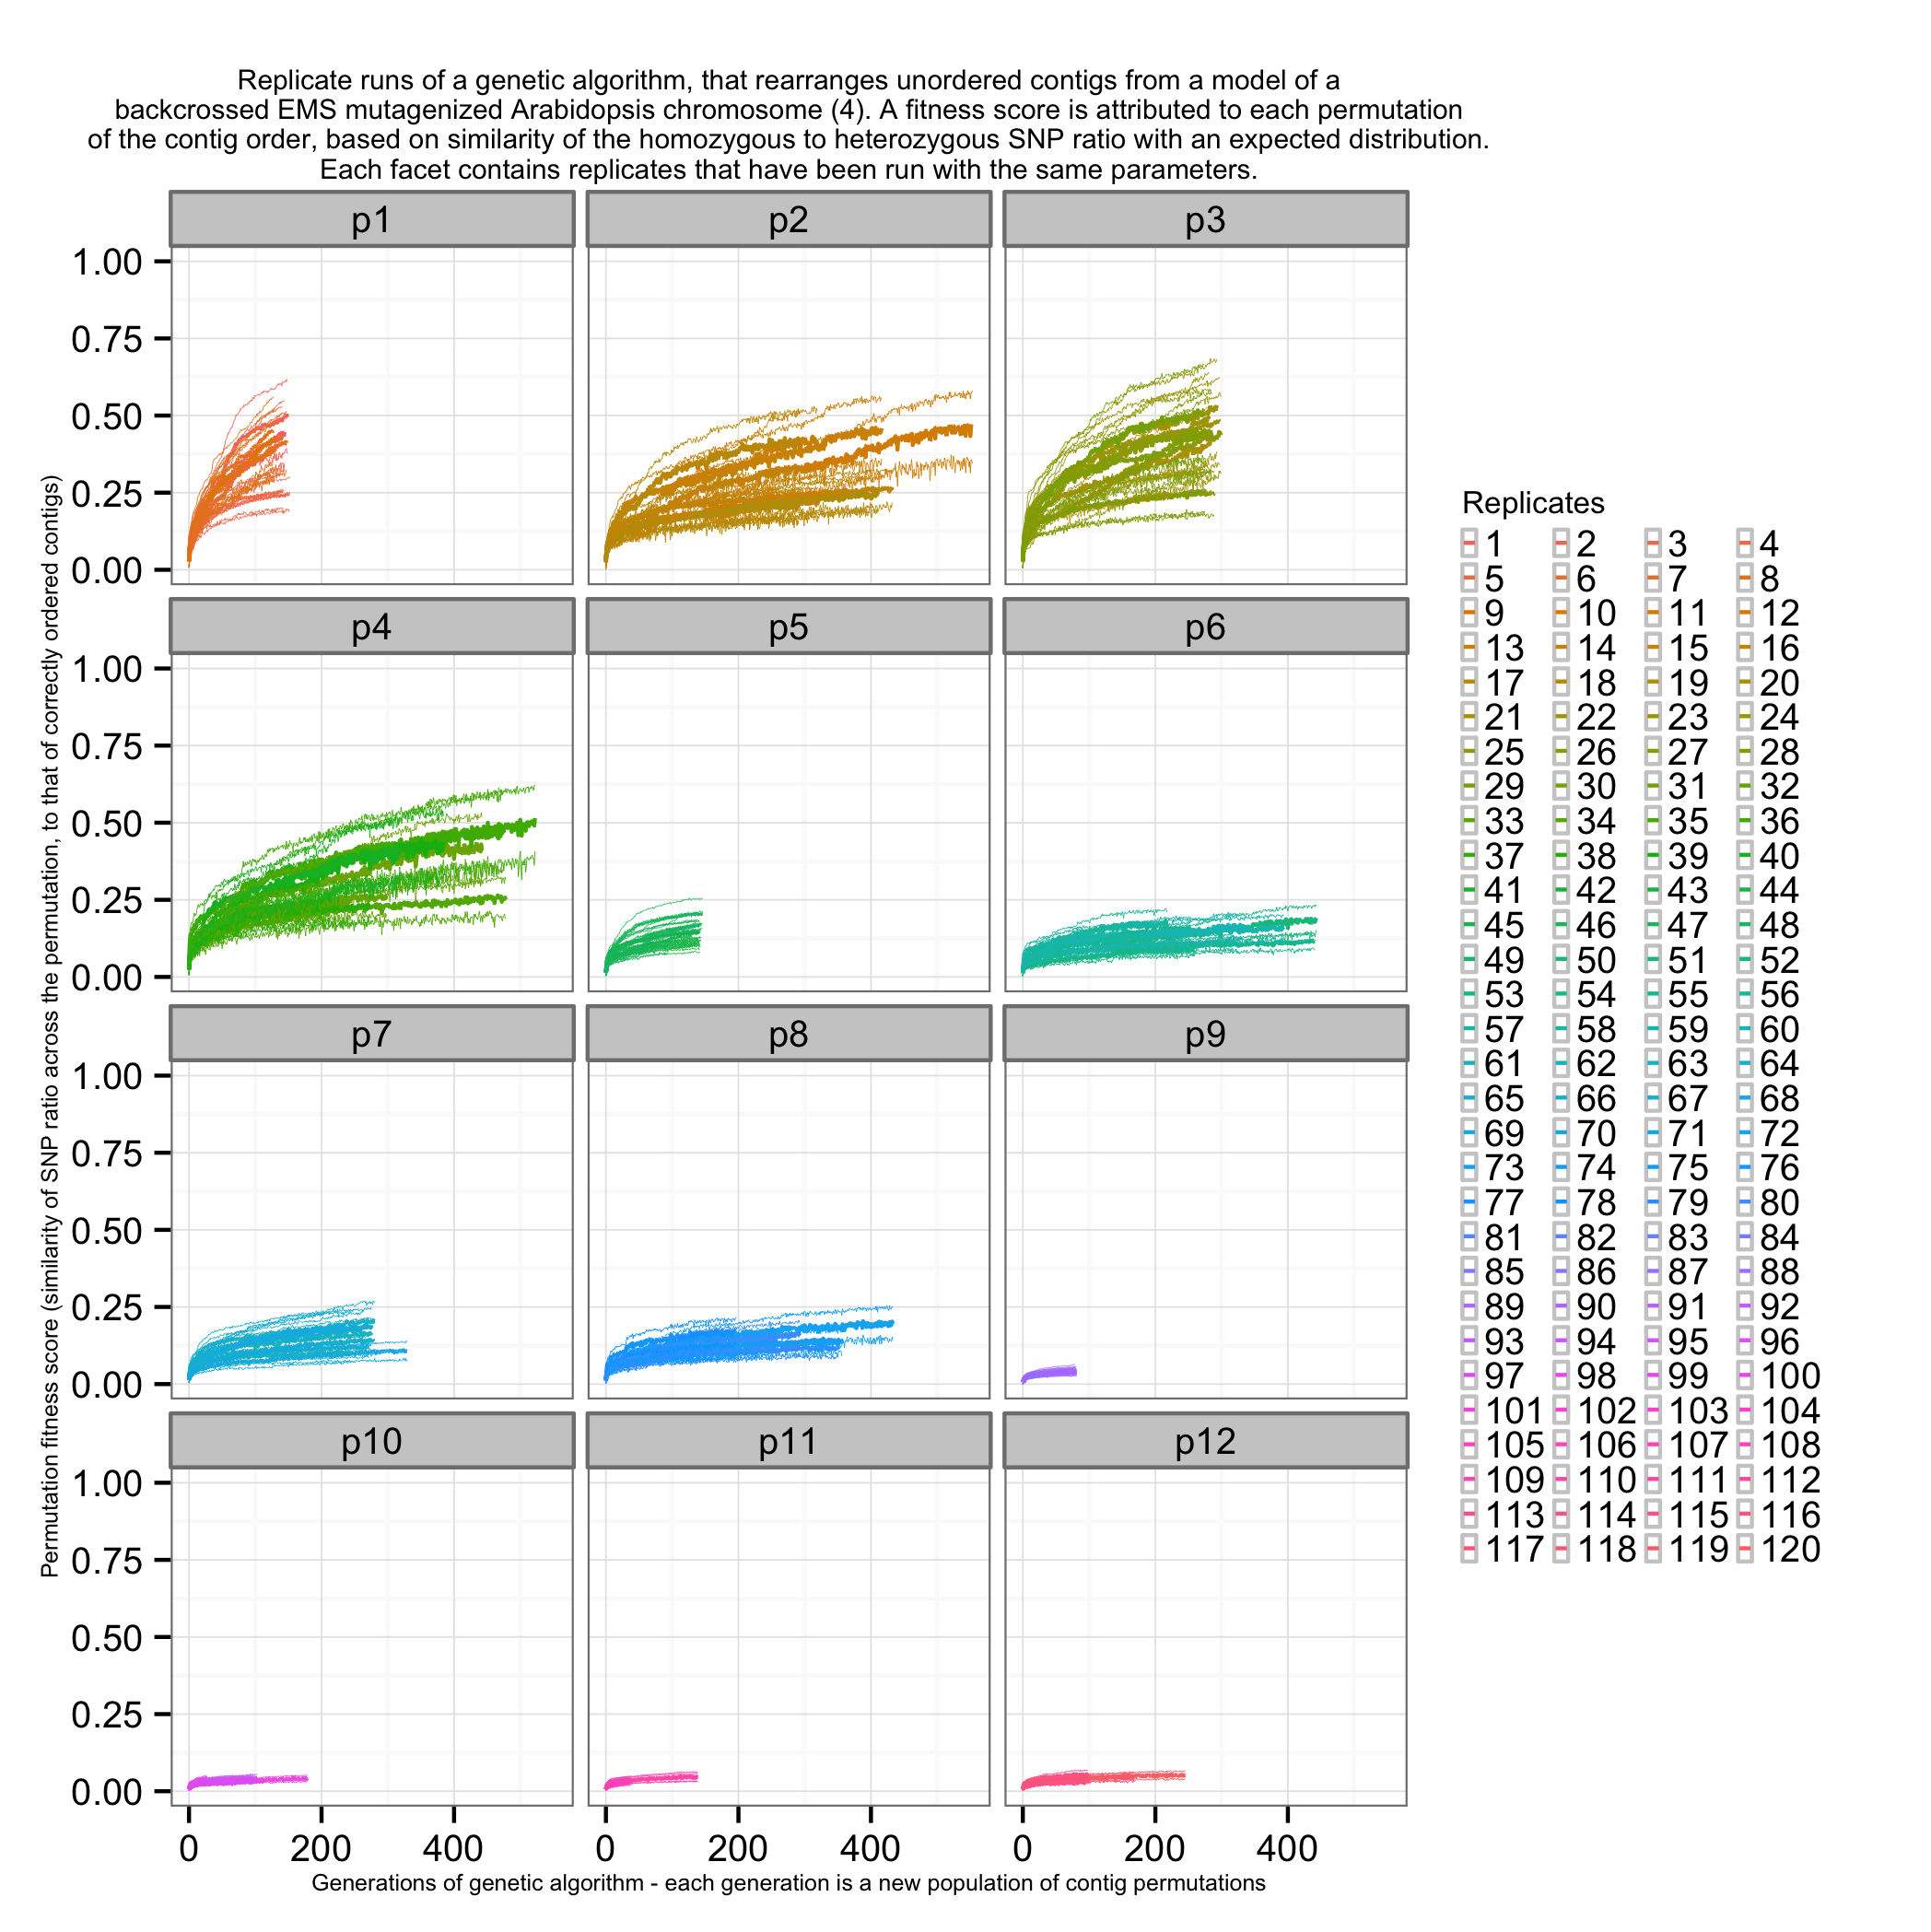 Replicate runs of a genetic algorithm, that rearranges unordered contigs from a model of a
backcrossed EMS mutagenized Arabidopsis chromosome (4). A fitness score is attributed to each permutation
of the contig order, based on similarity of the homozygous to heterozygous SNP ratio with an expected distribution.
Each facet contains replicates that have been run with the same parameters.
Permutation fitness score (similarity of SNP ratio across the permutation, to that of correctly ordered contigs)
p1 p2 p3
1.00
0.75
0.50
0.25
0.00
p4 p5 p6
1.00
0.75
0.50
0.25
0.00
p7 p8 p9
1.00
0.75
0.50
0.25
0.00
p10 p11 p12
1.00
0.75
0.50
0.25
0.00
0 200 400 0 200 400 0 200 400
Generations of genetic algorithm - each generation is a new population of contig permutations
Replicates
1 2 3 4
5 6 7 8
9 10 11 12
13 14 15 16
17 18 19 20
21 22 23 24
25 26 27 28
29 30 31 32
33 34 35 36
37 38 39 40
41 42 43 44
45 46 47 48
49 50 51 52
53 54 55 56
57 58 59 60
61 62 63 64
65 66 67 68
69 70 71 72
73 74 75 76
77 78 79 80
81 82 83 84
85 86 87 88
89 90 91 92
93 94 95 96
97 98 99 100
101 102 103 104
105 106 107 108
109 110 111 112
113 114 115 116
117 118 119 120